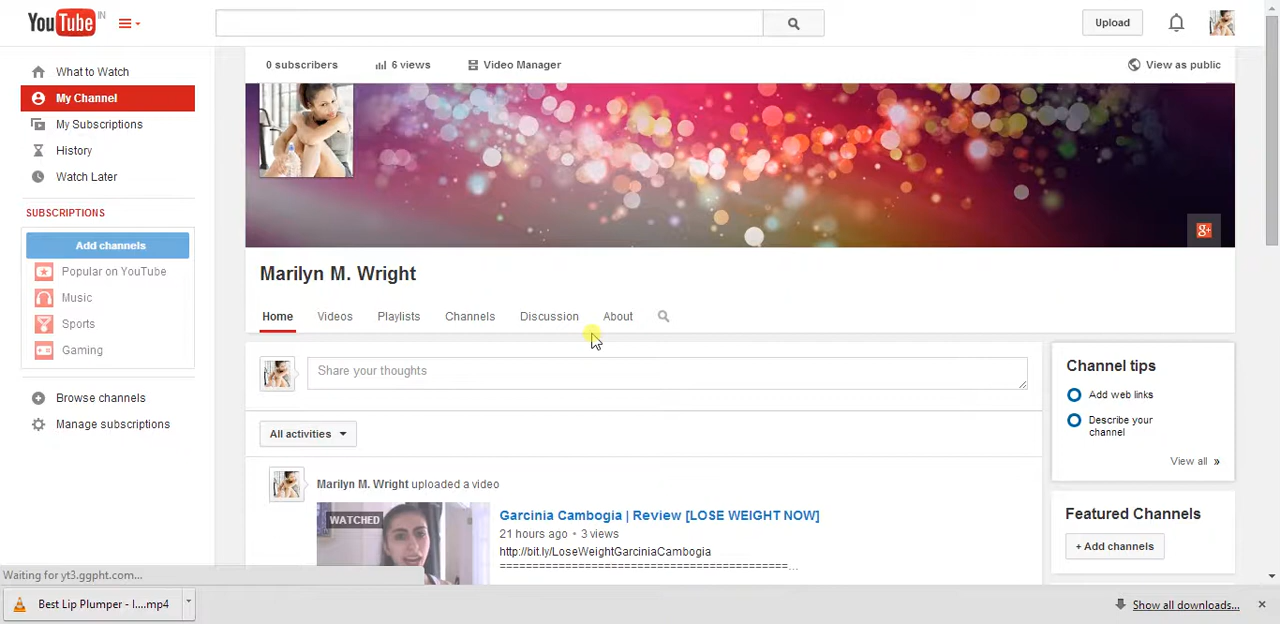 YouTube IN
Upload
What to Watch
My Channel
My Subscriptions
History
Watch Later
SUBSCRIPTIONS
Add channels
Popular on YouTube
Music
Sports
Gaming
Browse channels
Manage subscriptions
0 subscribers 6 views Video Manager View as public
g+
Marilyn M. Wright
Home Videos Playlists Channels Discussion About
Share your thoughts
All activities
Marilyn M. Wright uploaded a video
WATCHED
Garcinia Cambogia | Review [LOSE WEIGHT NOW]
21 hours ago • 3 views
http://bit.ly/LoseWeightGarciniaCambogia
==========================================...
Channel tips
Add web links
Describe your
channel
View all »
Featured Channels
+ Add channels
Waiting for yt3.ggpht.com...
Best Lip Plumper - I....mp4
Show all downloads...